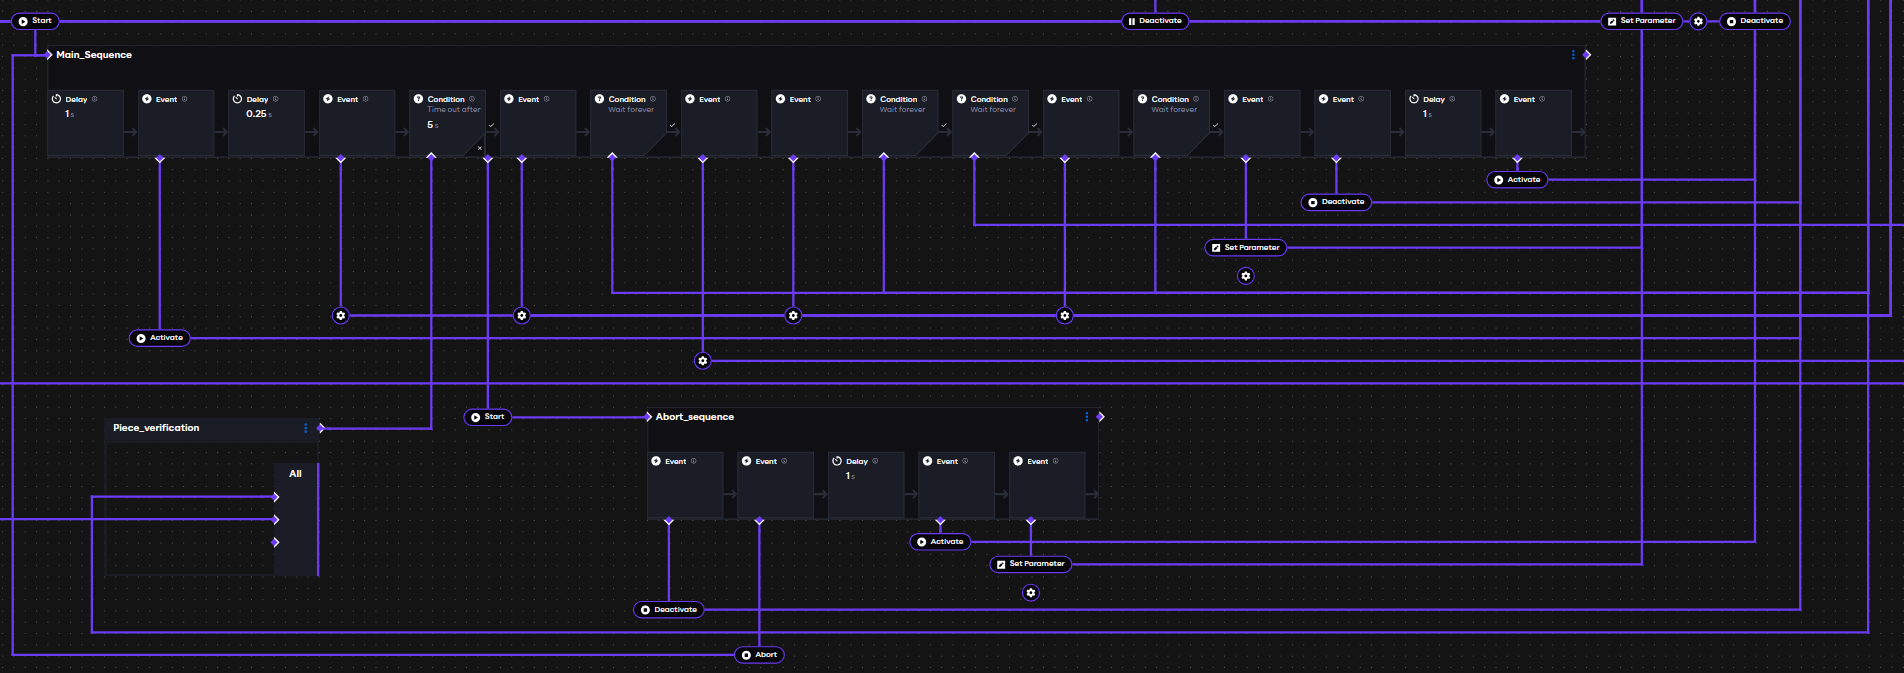 Start
Deactivate
Set Parameter
Deactivate
Main_Sequence
Delay
1 s
Event
Delay
0.25 s
Event
Condition
Time out after
5 s
Event
Condition
Wait forever
Event
Event
Condition
Wait forever
Condition
Wait forever
Event
Condition
Wait forever
Event
Event
Delay
1 s
Event
Activate
Deactivate
Set Parameter
Activate
Start
Abort_sequence
Piece_verification
All
Event
Event
Delay
1 s
Event
Event
Activate
Set Parameter
Deactivate
Abort